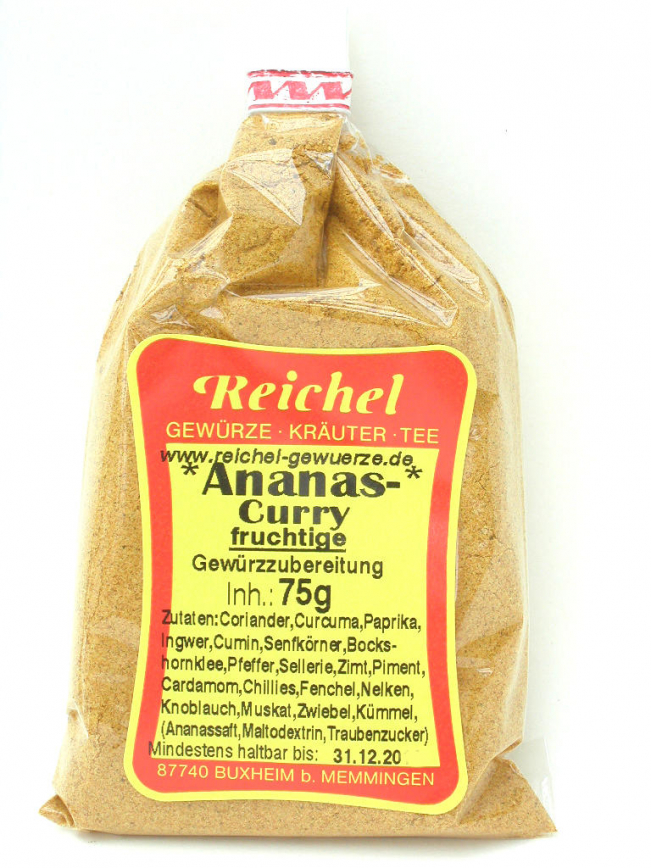 Reichel
GEWÜRZE · KRÄUTER · TEE
www.reichel-gewuerze.de
*Ananas-*
Curry
fruchtige
Gewürzzubereitung
Inh.: 75g
Zutaten:Coriander,Curcuma,Paprika,
Ingwer,Cumin,Senfkörner,Bocks-
hornklee,Pfeffer,Sellerie,Zimt,Piment,
Cardamom,Chillies,Fenchel,Nelken,
Knoblauch,Muskat,Zwiebel,Kümmel,
(Ananassaft,Maltodextrin,Traubenzucker)
Mindestens haltbar bis: 31.12.20
87740 BUXHEIM b. MEMMINGEN